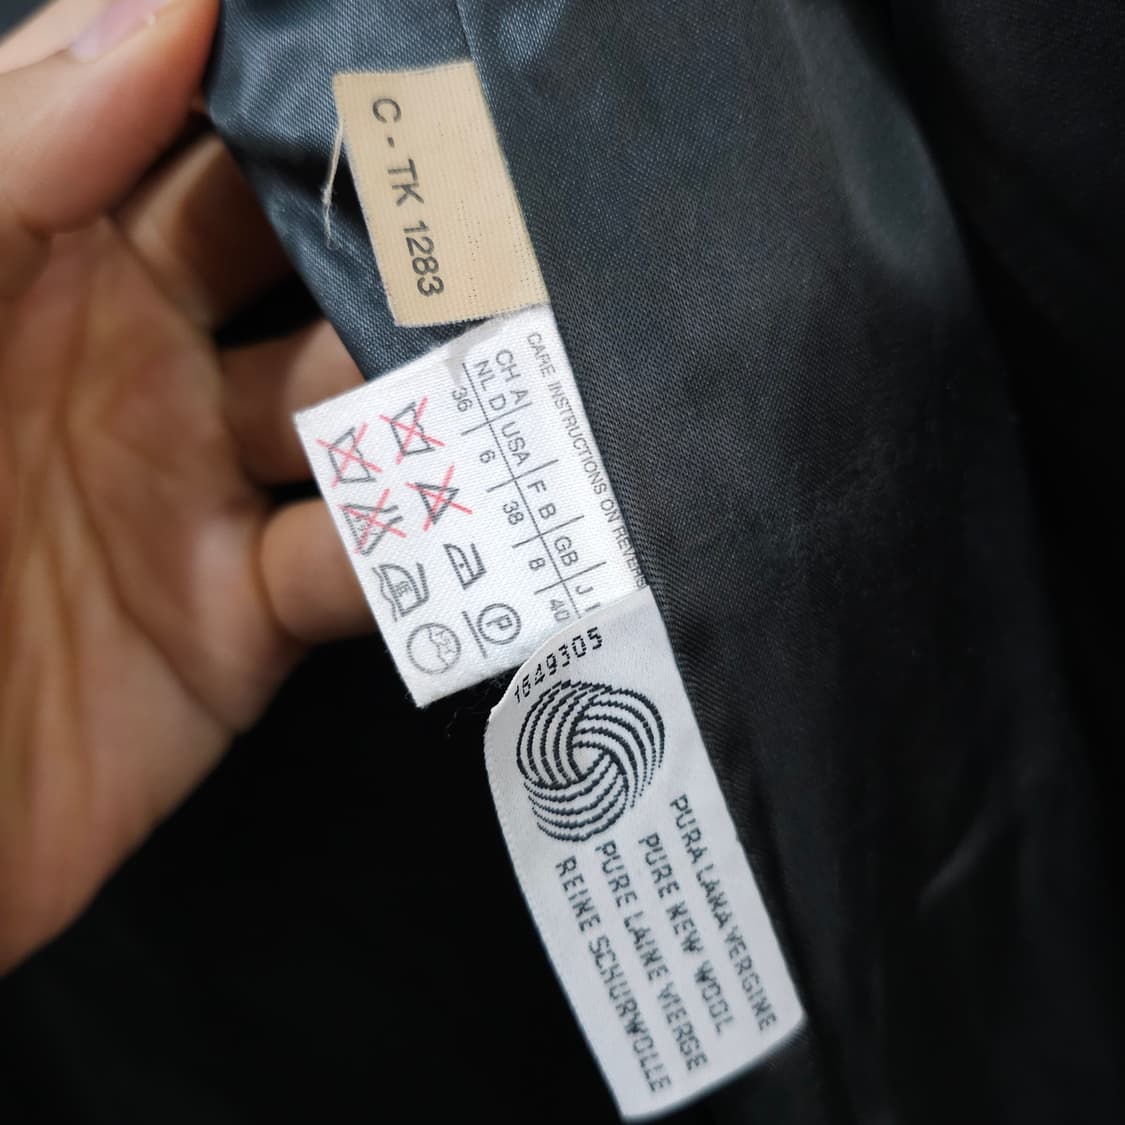 C - TK 1283
CARE INSTRUCTIONS ON REVERS
CH A USA F B GB J
NL D
36 6 38 8 40
P
1649305
PURA LANA VERGINE
PURE NEW WOOL
PURE LAINE VIERGE
REINE SCHURWOLLE